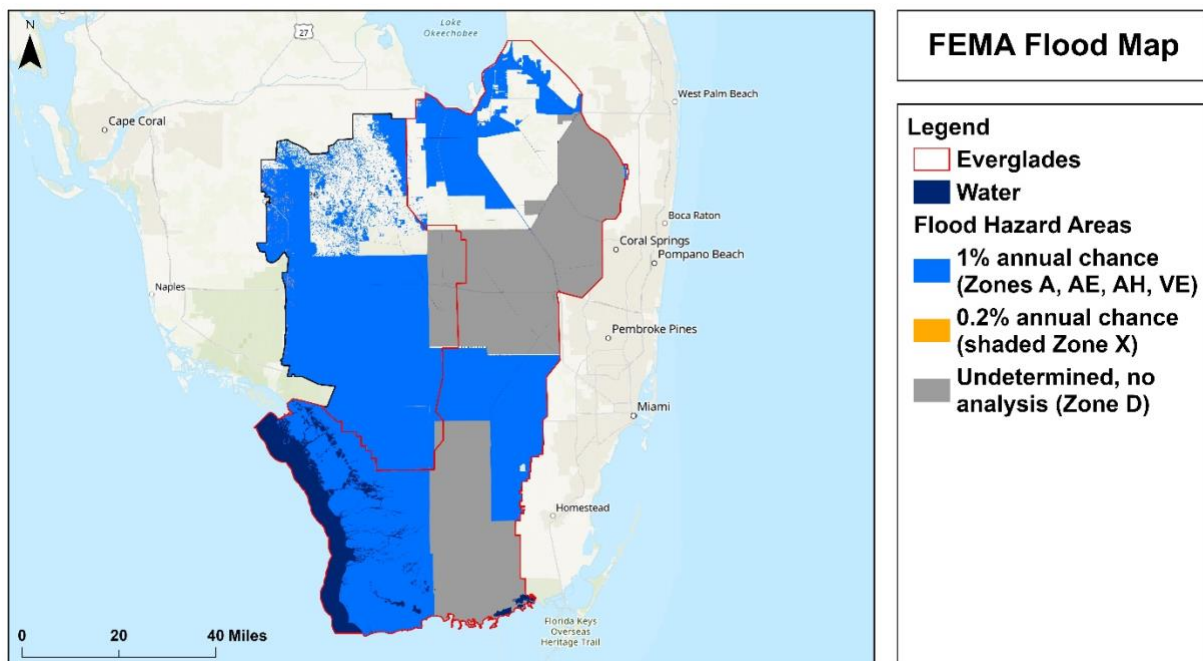 N
27
Lake
Okeechobee
West Palm Beach
Cape Coral
Boca Raton
Coral Springs
Pompano Beach
Naples
Pembroke Pines
Miami
Homestead
Florida Keys
Overseas
Heritage Trail
0 20 40 Miles
FEMA Flood Map
Legend
Everglades
Water
Flood Hazard Areas
1% annual chance
(Zones A, AE, AH, VE)
0.2% annual chance
(shaded Zone X)
Undetermined, no
analysis (Zone D)